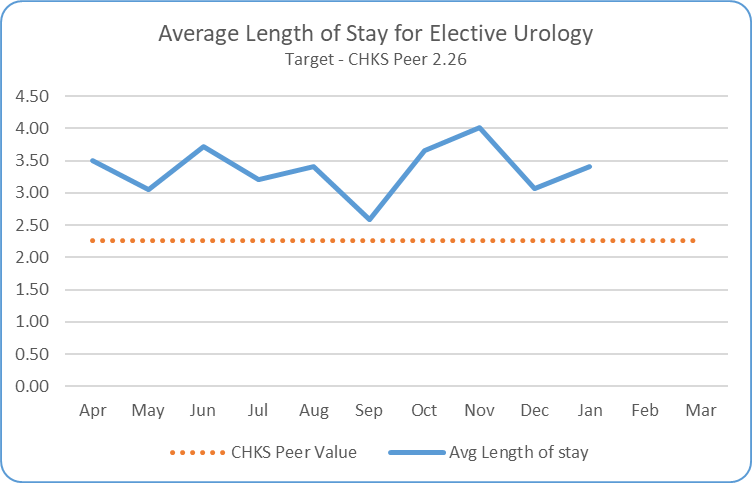 Average Length of Stay for Elective Urology
Target - CHKS Peer 2.26
4.50
4.00
3.50
3.00
2.50
2.00
1.50
1.00
0.50
0.00
Apr May Jun Jul Aug Sep Oct Nov Dec Jan Feb Mar
CHKS Peer Value Avg Length of stay